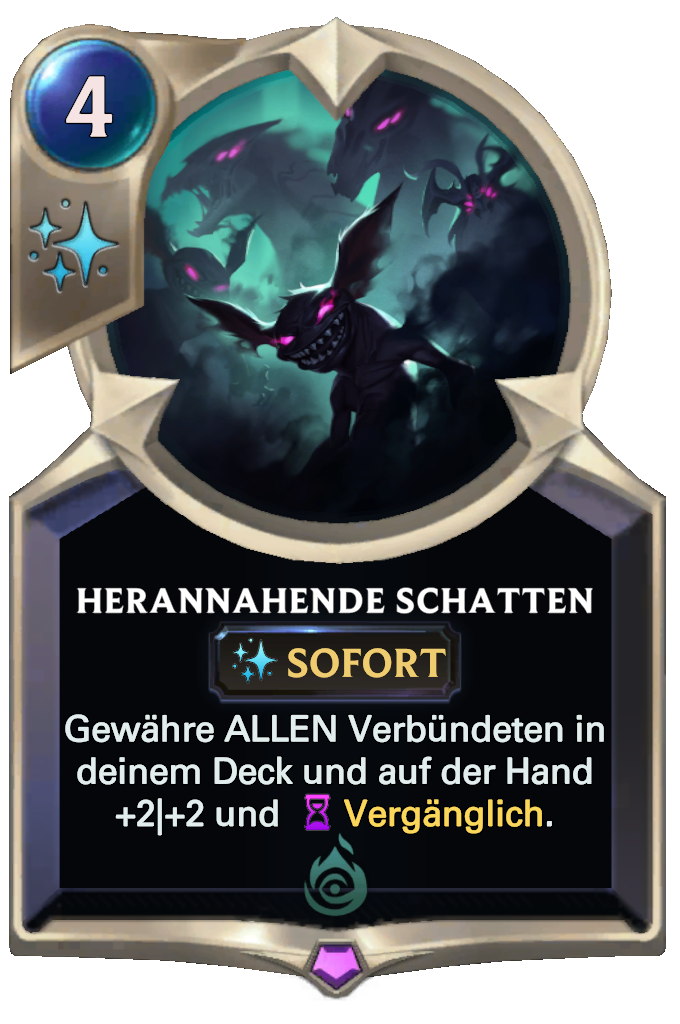 4
HERANNAHENDE SCHATTEN
SOFORT
Gewähre ALLEN Verbündeten in
deinem Deck und auf der Hand
+2|+2 und Vergänglich.